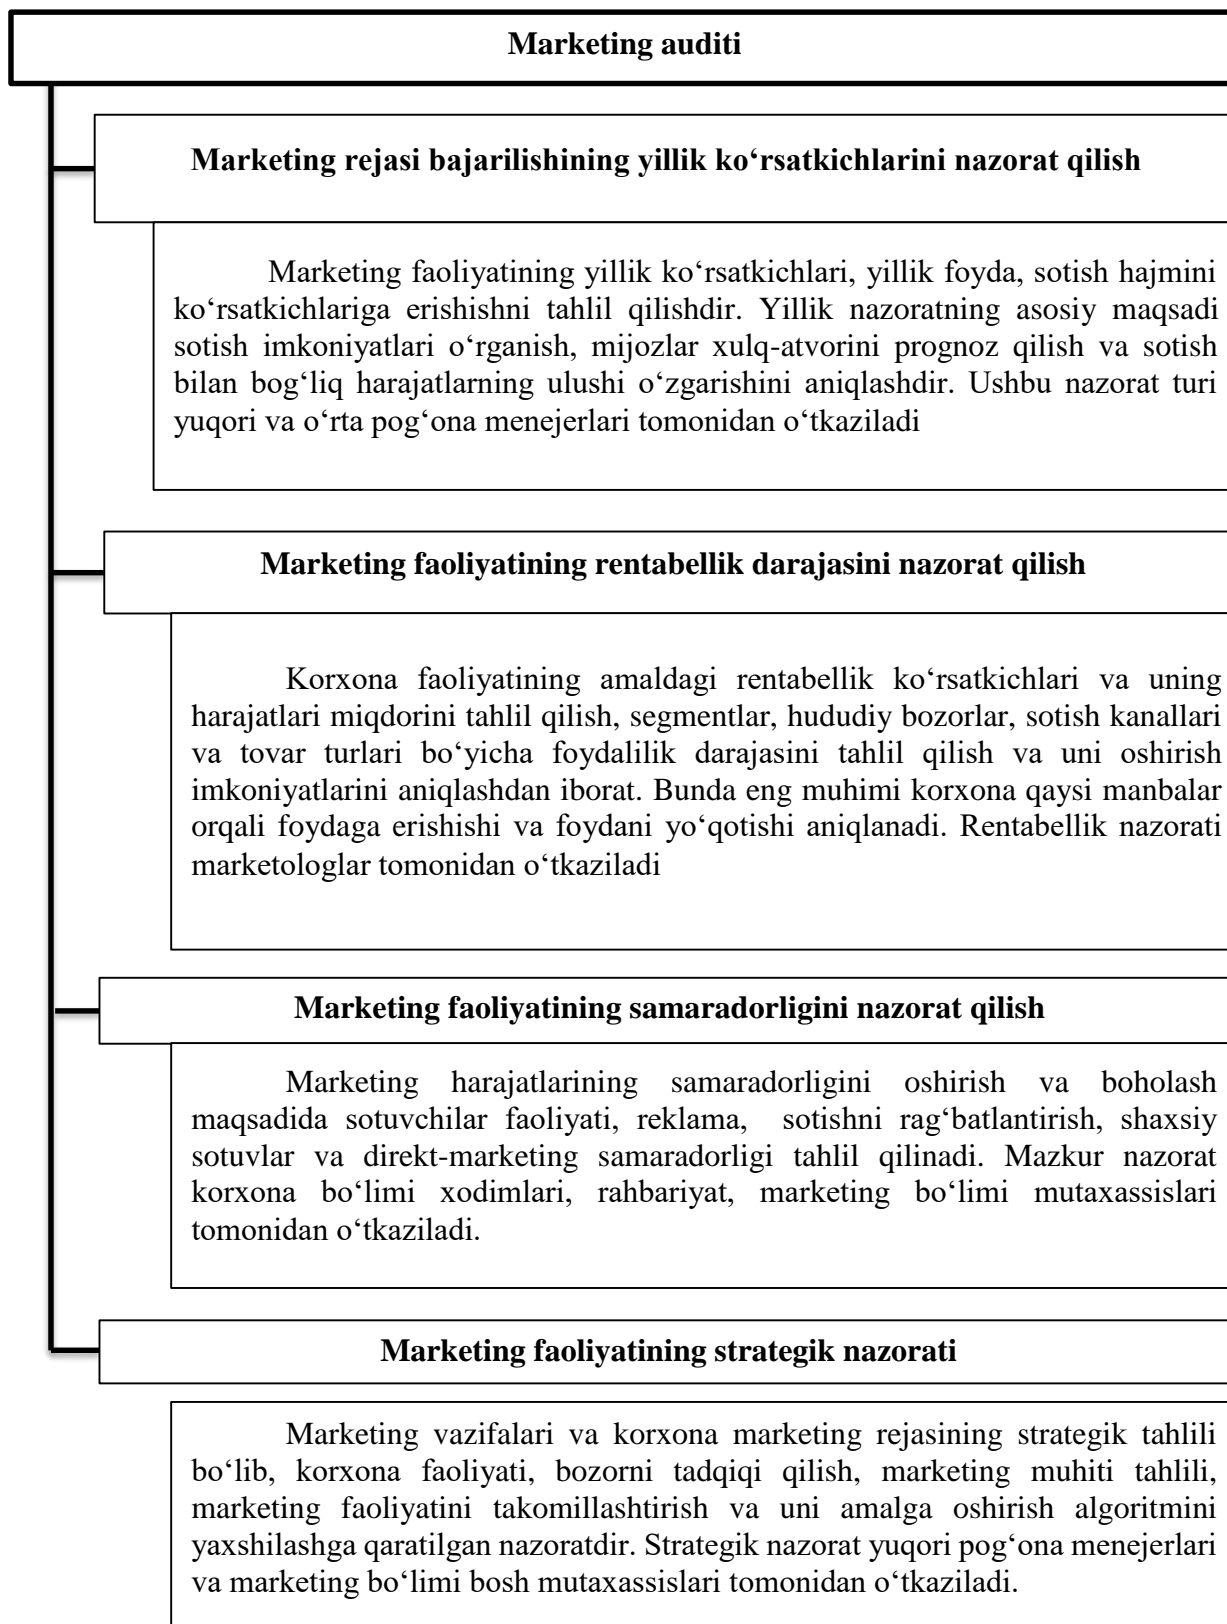 Marketing auditi
Marketing rejasi bajarilishining yillik ko‘rsatkichlarini nazorat qilish
Marketing faoliyatining yillik ko‘rsatkichlari, yillik foyda, sotish hajmini
ko‘rsatkichlariga erishishni tahlil qilishdir. Yillik nazoratning asosiy maqsadi
sotish imkoniyatlari o‘rganish, mijozlar xulq-atvorini prognoz qilish va sotish
bilan bog‘liq harajatlarning ulushi o‘zgarishini aniqlashdir. Ushbu nazorat turi
yuqori va o‘rta pog‘ona menejerlari tomonidan o‘tkaziladi
Marketing faoliyatining rentabellik darajasini nazorat qilish
Korxona faoliyatining amaldagi rentabellik ko‘rsatkichlari va uning
harajatlari miqdorini tahlil qilish, segmentlar, hududiy bozorlar, sotish kanallari
va tovar turlari bo‘yicha foydalilik darajasini tahlil qilish va uni oshirish
imkoniyatlarini aniqlashdan iborat. Bunda eng muhimi korxona qaysi manbalar
orqali foydaga erishishi va foydani yo‘qotishi aniqlanadi. Rentabellik nazorati
marketologlar tomonidan o‘tkaziladi
Marketing faoliyatining samaradorligini nazorat qilish
Marketing harajatlarining samaradorligini oshirish va boholash
maqsadida sotuvchilar faoliyati, reklama, sotishni rag‘batlantirish, shaxsiy
sotuvlar va direkt-marketing samaradorligi tahlil qilinadi. Mazkur nazorat
korxona bo‘limi xodimlari, rahbariyat, marketing bo‘limi mutaxassislari
tomonidan o‘tkaziladi.
Marketing faoliyatining strategik nazorati
Marketing vazifalari va korxona marketing rejasining strategik tahlili
bo‘lib, korxona faoliyati, bozorni tadqiqi qilish, marketing muhiti tahlili,
marketing faoliyatini takomillashtirish va uni amalga oshirish algoritmini
yaxshilashga qaratilgan nazoratdir. Strategik nazorat yuqori pog‘ona menejerlari
va marketing bo‘limi bosh mutaxassislari tomonidan o‘tkaziladi.